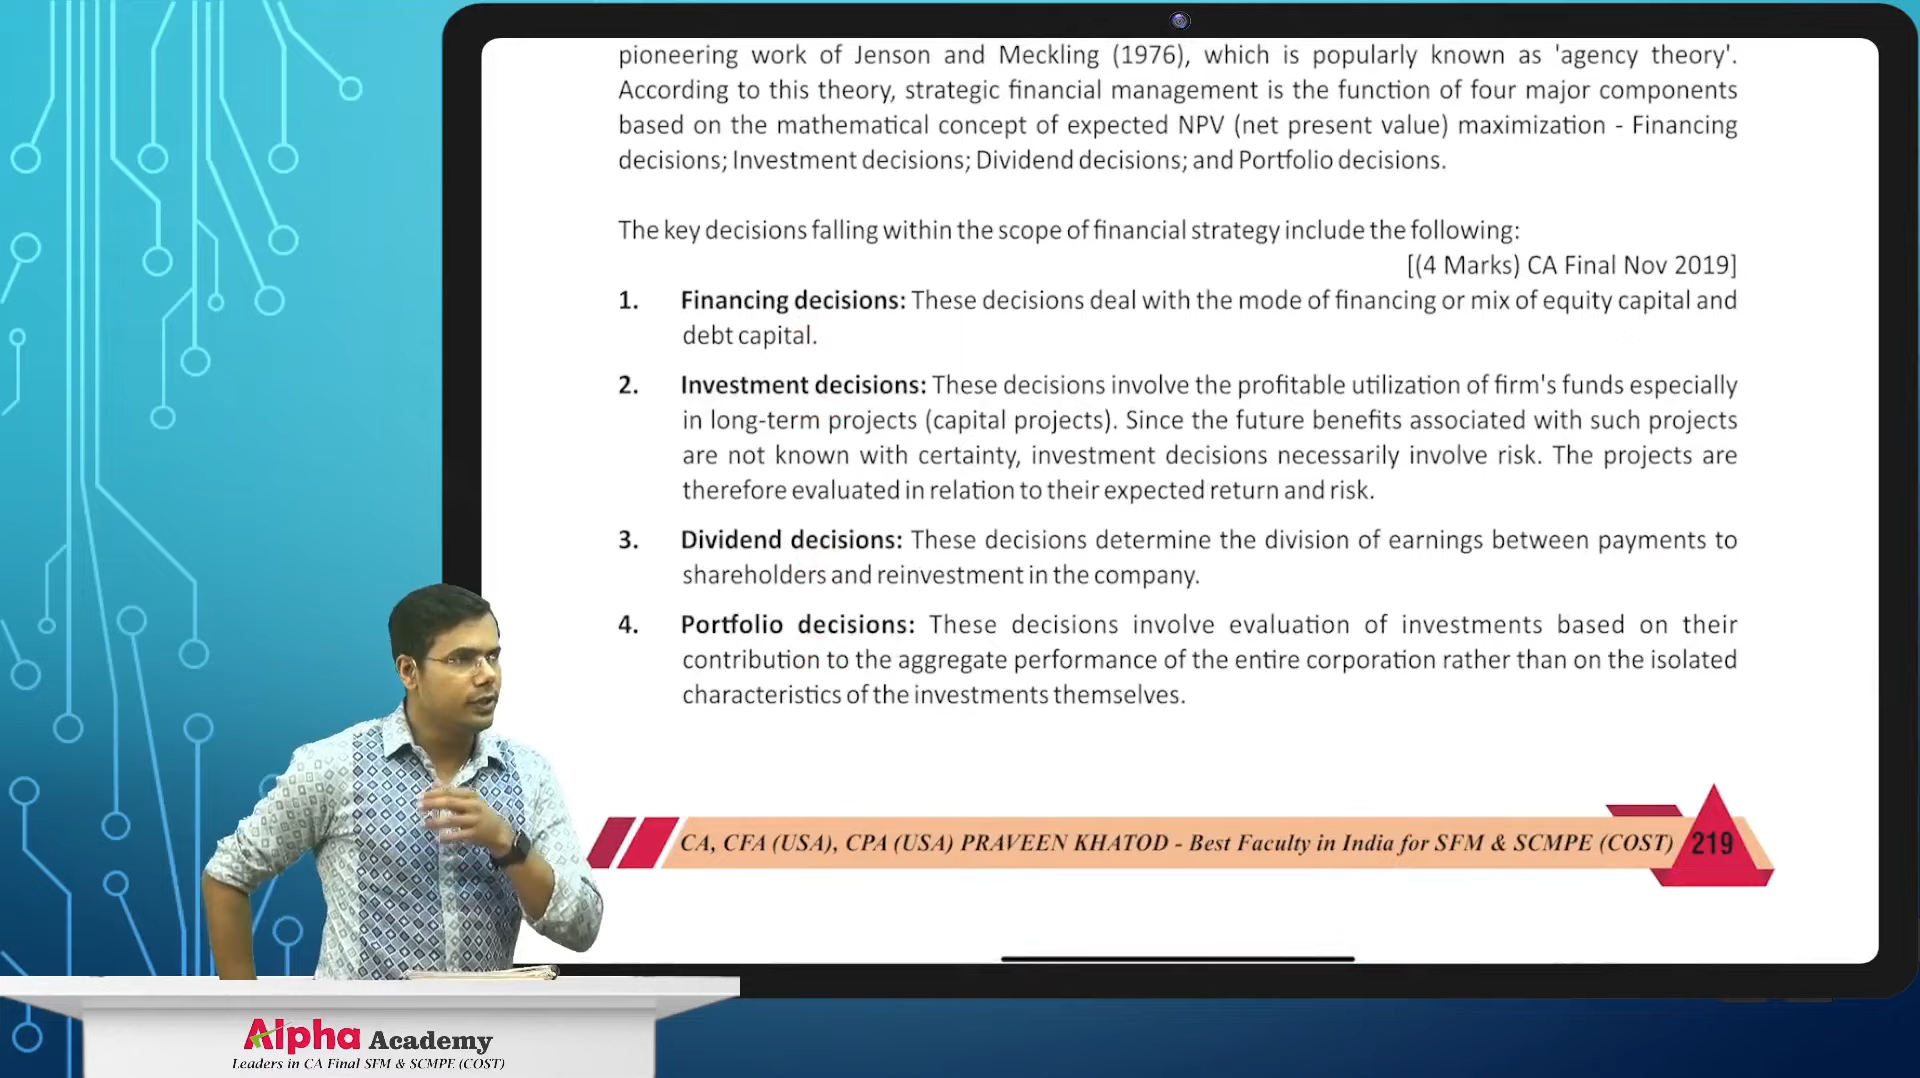 pioneering work of Jenson and Meckling (1976), which is popularly known as 'agency theory'.
According to this theory, strategic financial management is the function of four major components
based on the mathematical concept of expected NPV (net present value) maximization - Financing
decisions; Investment decisions; Dividend decisions; and Portfolio decisions.
The key decisions falling within the scope of financial strategy include the following:
[(4 Marks) CA Final Nov 2019]
1. Financing decisions: These decisions deal with the mode of financing or mix of equity capital and
debt capital.
2. Investment decisions: These decisions involve the profitable utilization of firm's funds especially
in long-term projects (capital projects). Since the future benefits associated with such projects
are not known with certainty, investment decisions necessarily involve risk. The projects are
therefore evaluated in relation to their expected return and risk.
3. Dividend decisions: These decisions determine the division of earnings between payments to
shareholders and reinvestment in the company.
4. Portfolio decisions: These decisions involve evaluation of investments based on their
contribution to the aggregate performance of the entire corporation rather than on the isolated
characteristics of the investments themselves.
CA, CFA (USA), CPA (USA) PRAVEEN KHATOD - Best Faculty in India for SFM & SCMPE (COST) 219
Alpha Academy
Leaders in CA Final SFM & SCMPE (COST)